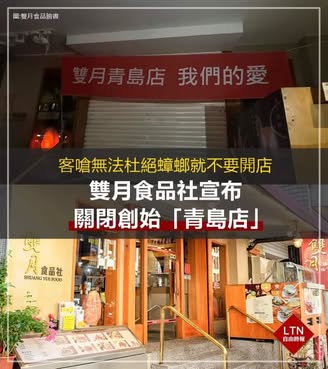 圖:雙月食品臉書
雙月青島店 我們的愛
客嗆無法杜絕蟑螂就不要開店
雙月食品社宣布
關閉創始「青島店」
雙月
食品社
SHUANG YUE FOOD
LTN
自由時報